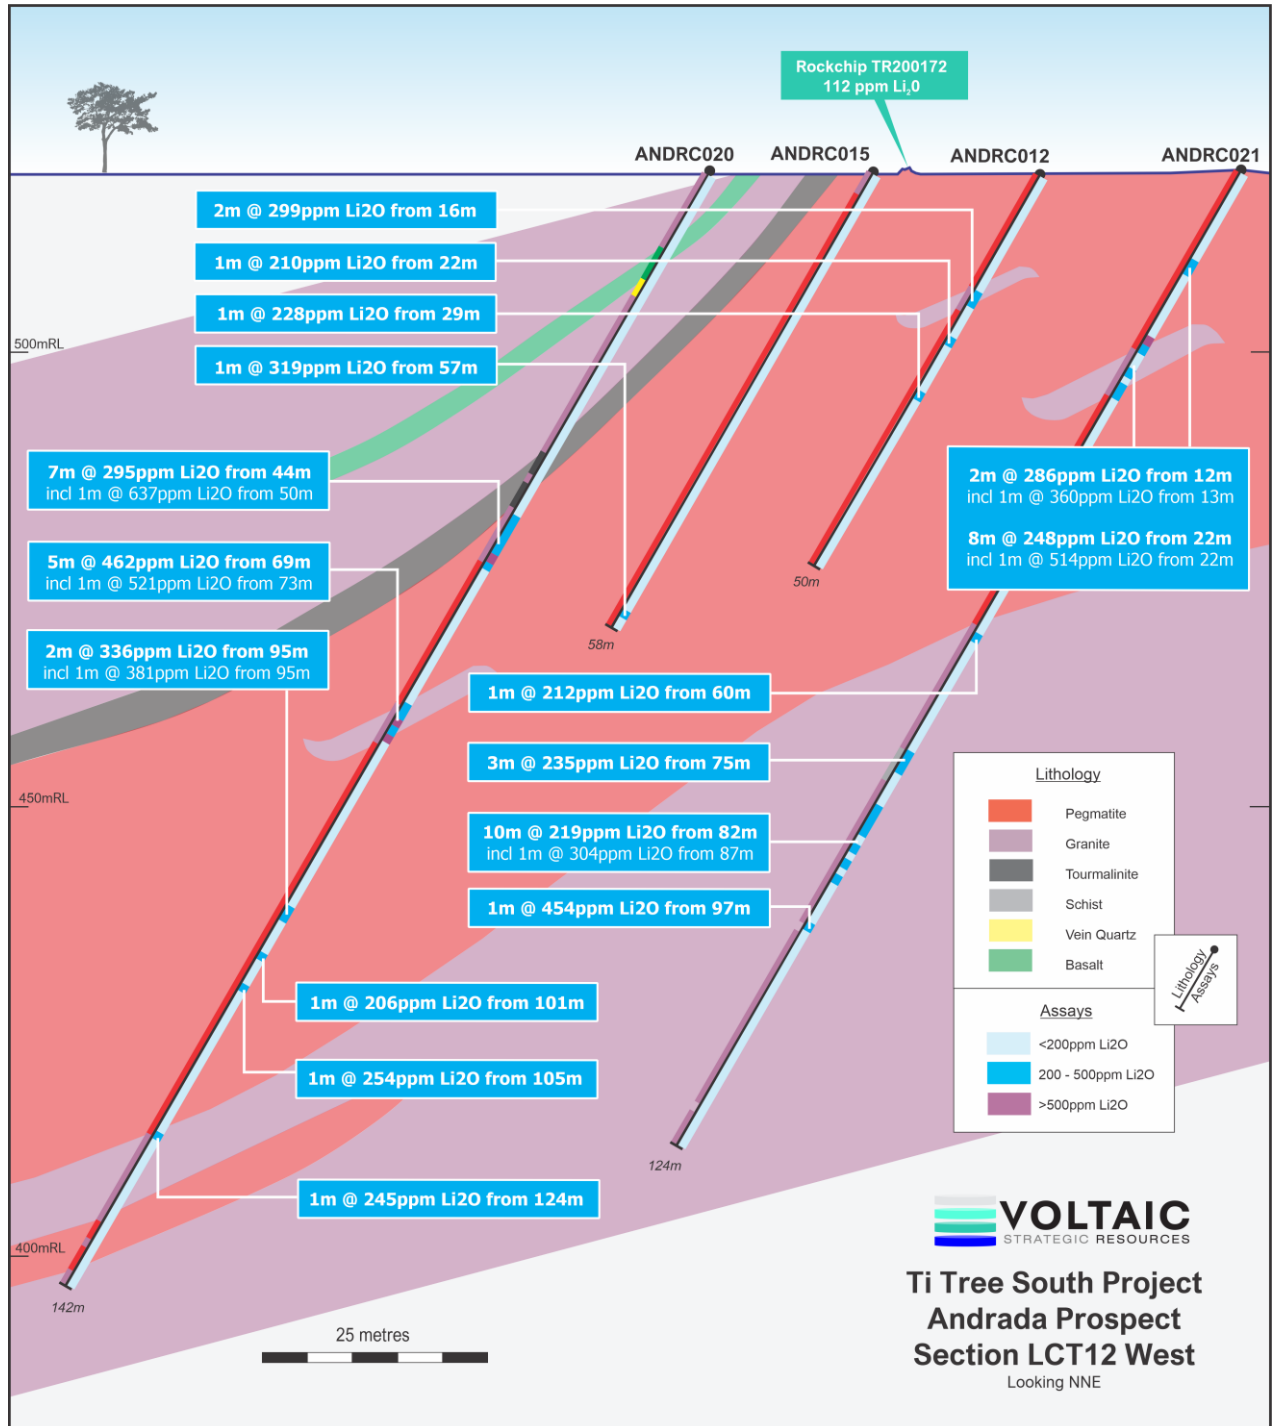 Rockchip TR200172
112 ppm Li₂0
ANDRC020
ANDRC015
ANDRC012
ANDRC021
2m @ 299ppm Li2O from 16m
1m @ 210ppm Li2O from 22m
1m @ 228ppm Li2O from 29m
1m @ 319ppm Li2O from 57m
500mRL
7m @ 295ppm Li2O from 44m
incl 1m @ 637ppm Li2O from 50m
5m @ 462ppm Li2O from 69m
incl 1m @ 521ppm Li2O from 73m
2m @ 336ppm Li2O from 95m
incl 1m @ 381ppm Li2O from 95m
2m @ 286ppm Li2O from 12m
incl 1m @ 360ppm Li2O from 13m
8m @ 248ppm Li2O from 22m
incl 1m @ 514ppm Li2O from 22m
50m
58m
1m @ 212ppm Li2O from 60m
3m @ 235ppm Li2O from 75m
10m @ 219ppm Li2O from 82m
incl 1m @ 304ppm Li2O from 87m
1m @ 454ppm Li2O from 97m
450mRL
1m @ 206ppm Li2O from 101m
1m @ 254ppm Li2O from 105m
1m @ 245ppm Li2O from 124m
124m
400mRL
142m
25 metres
Lithology
Pegmatite
Granite
Tourmalinite
Schist
Vein Quartz
Basalt
Lithology
Assays
Assays
<200ppm Li2O
200 - 500ppm Li2O
>500ppm Li2O
VOLTAIC
STRATEGIC RESOURCES
Ti Tree South Project
Andrada Prospect
Section LCT12 West
Looking NNE